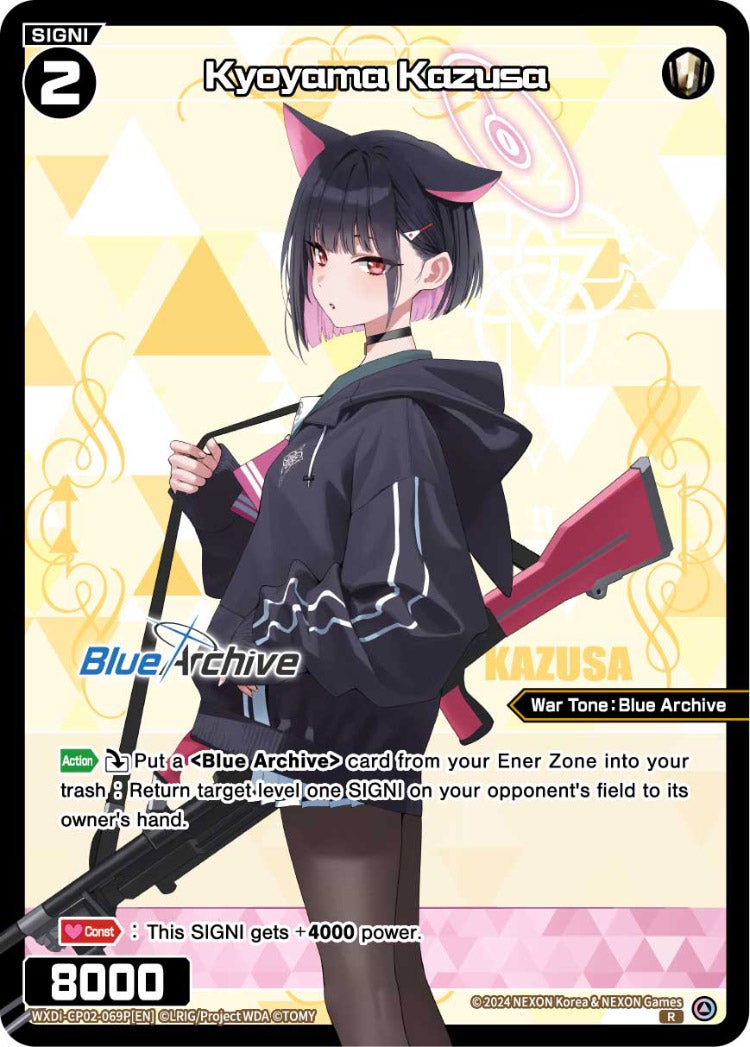 SIGNI
2
Kyoyama Kazusa
Blue Archive
KAZUSA
War Tone:Blue Archive
Action Put a <Blue Archive> card from your Ener Zone into your
trash : Return target level one SIGNI on your opponent's field to its
owner's hand.
Const : This SIGNI gets +4000 power.
8000
©2024 NEXON Korea & NEXON Games
WXDi-CP02-069P[EN] ©LRIG/Project WDA ©TOMY
R